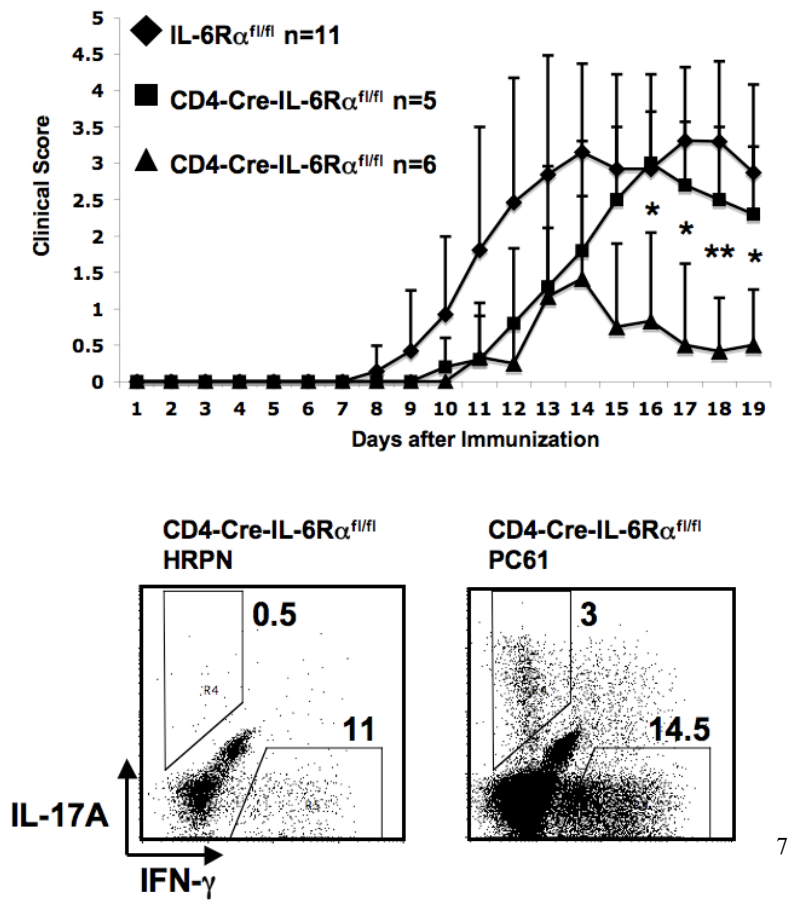 5
4.5
4
3.5
3
2.5
2
1.5
1
0.5
0
Clinical Score
IL-6Rα^fl/fl n=11
CD4-Cre-IL-6Rα^fl/fl n=5
CD4-Cre-IL-6Rα^fl/fl n=6
* * ** *
1 2 3 4 5 6 7 8 9 10 11 12 13 14 15 16 17 18 19
Days after Immunization
CD4-Cre-IL-6Rα^fl/fl
HRPN
0.5
R4
11
R5
CD4-Cre-IL-6Rα^fl/fl
PC61
3
14.5
IL-17A
IFN-γ
7